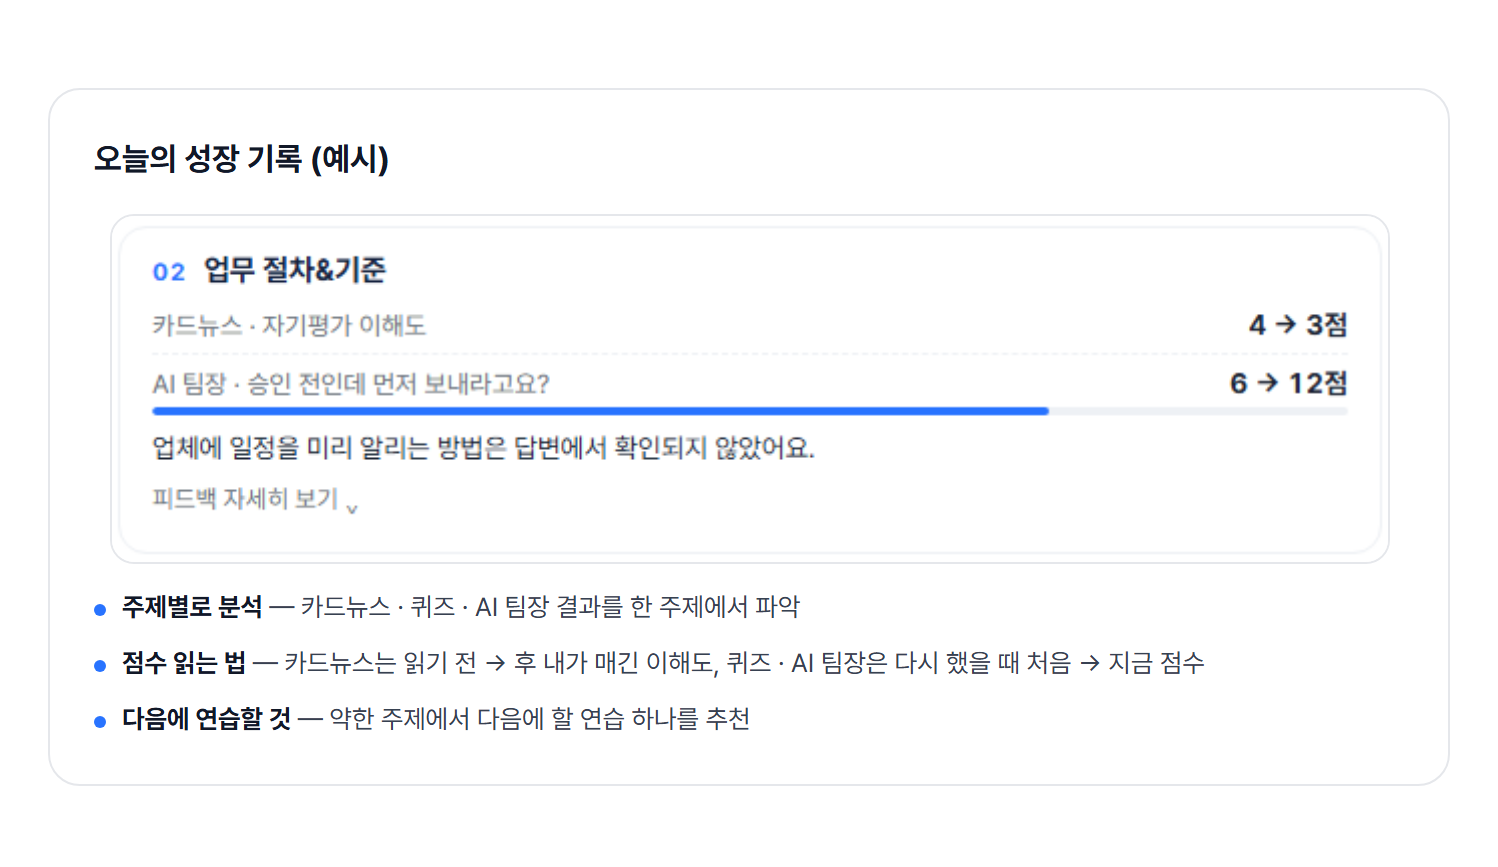 오늘의 성장 기록 (예시)
02 업무 절차&기준
카드뉴스 · 자기평가 이해도 4 → 3점
AI 팀장 · 승인 전인데 먼저 보내라고요? 6 → 12점
업체에 일정을 미리 알리는 방법은 답변에서 확인되지 않았어요.
피드백 자세히 보기
주제별로 분석 — 카드뉴스 · 퀴즈 · AI 팀장 결과를 한 주제에서 파악
점수 읽는 법 — 카드뉴스는 읽기 전 → 후 내가 매긴 이해도, 퀴즈 · AI 팀장은 다시 했을 때 처음 → 지금 점수
다음에 연습할 것 — 약한 주제에서 다음에 할 연습 하나를 추천